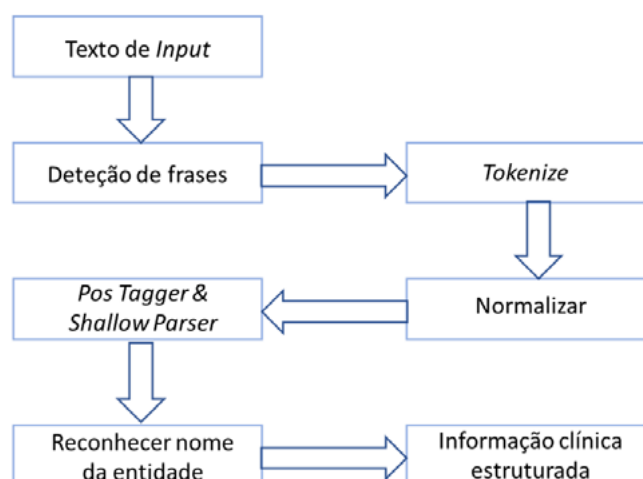 Texto de Input
Deteção de frases
Tokenize
Normalizar
Pos Tagger &
Shallow Parser
Reconhecer nome
da entidade
Informação clínica
estruturada